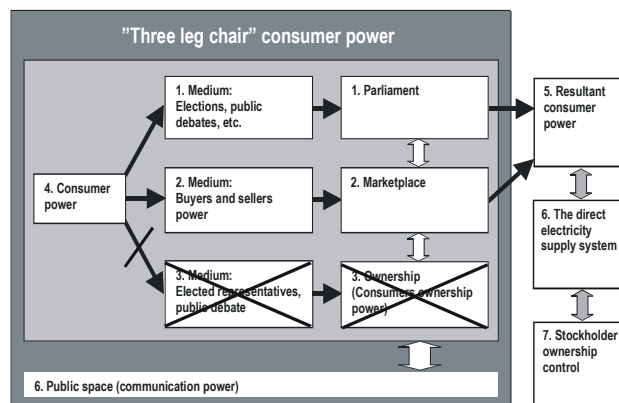 ”Three leg chair” consumer power
1. Medium:
Elections, public
debates, etc.
1. Parliament
5. Resultant
consumer
power
4. Consumer
power
2. Medium:
Buyers and sellers
power
2. Marketplace
6. The direct
electricity
supply system
3. Medium:
Elected representatives,
public debate
3. Ownership
(Consumers ownership
power)
7. Stockholder
ownership
control
6. Public space (communication power)